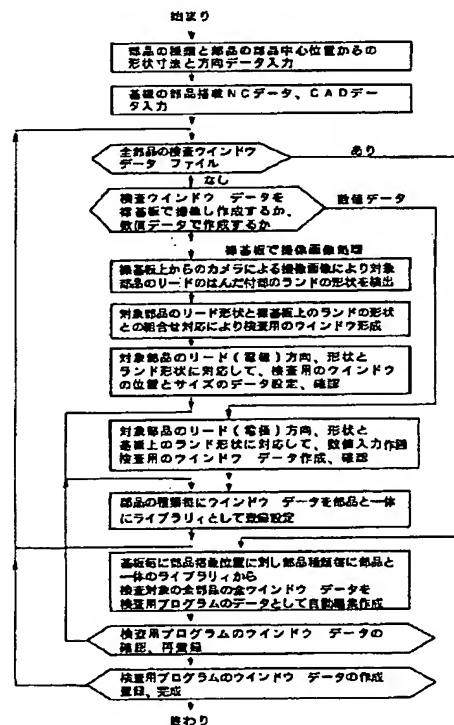 始まり
部品の種類と部品の部品中心位置からの
形状寸法と方向データ入力
基礎の部品搭載NCデータ、CADデー
タ入力
全部品の検査ウインドウ
データ ファイル
あり
なし
検査ウインドウ データを
裸基板で撮像し作成するか、
数値データで作成するか
数値データ
裸基板で撮像画像処理
裸基板上からのカメラによる撮像画像により対象
部品のリードのはんだ付部のランドの形状を検出
対象部品のリード形状と裸基板上のランドの形状
との組合せ対応により検査用のウインドウ形成
対象部品のリード(電極)方向、形状と
ランド形状に対応して、検査用のウインドウ
の位置とサイズのデータ設定、確認
対象部品のリード(電極)方向、形状と
基板上のランド形状に対応して、数値入力作図
検査用のウインドウ データ作成、確認
部品の種類毎にウインドウ データを部品と一体
にライブラリィとして登録設定
基板毎に部品搭載位置に対し部品種類毎に部品と
一体のライブラリィから
検査対象の全部品の全ウインドウ データを
検査用プログラムのデータとして自動編集作成
検査用プログラムのウインドウ データの
確認、再登録
検査用プログラムのウインドウ データの作成
登録、完成
終わり